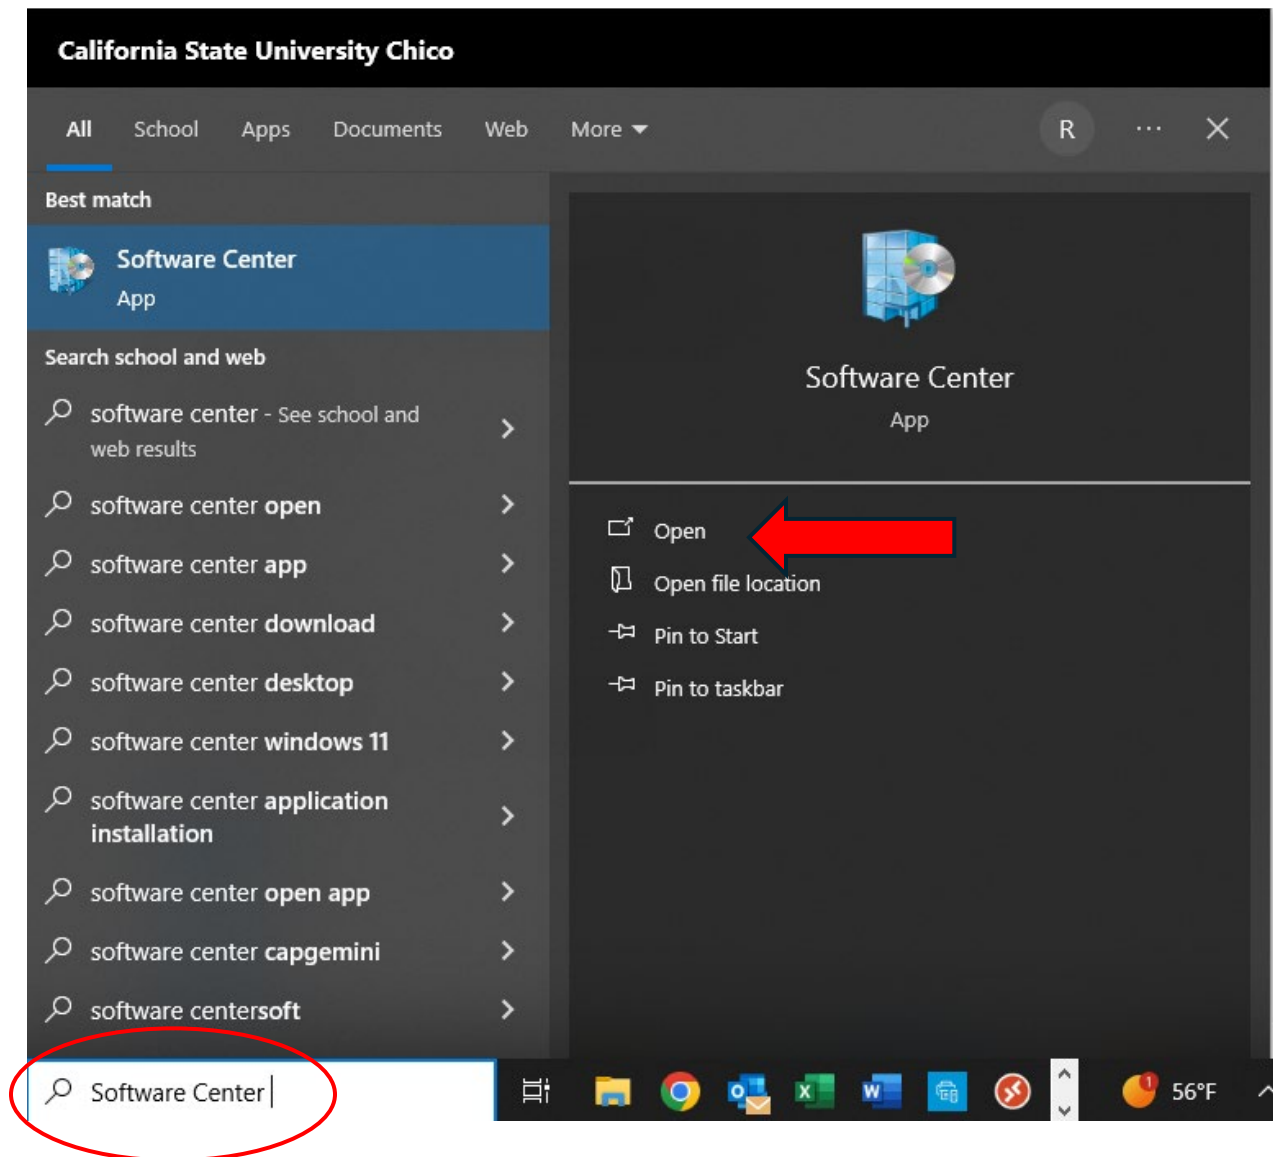 California State University Chico
All School Apps Documents Web More R
Best match
Software Center
App
Search school and web
software center - See school and
web results
software center open
software center app
software center download
software center desktop
software center windows 11
software center application
installation
software center open app
software center capgemini
software centersoft
Software Center
App
Open
Open file location
Pin to Start
Pin to taskbar
Software Center
1
56°F